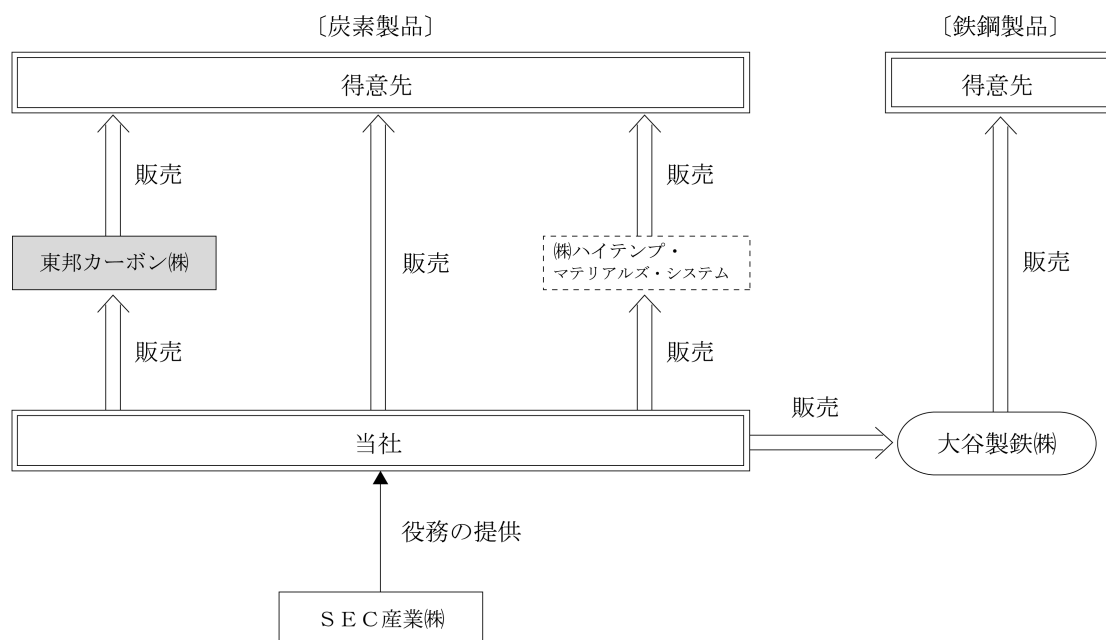 〔炭素製品〕
〔鉄鋼製品〕
得意先
得意先
販売
販売
東邦カーボン㈱
販売
㈱ハイテンプ・
マテリアルズ・システム
販売
販売
販売
販売
当社
大谷製鉄㈱
役務の提供
ＳＥＣ産業㈱